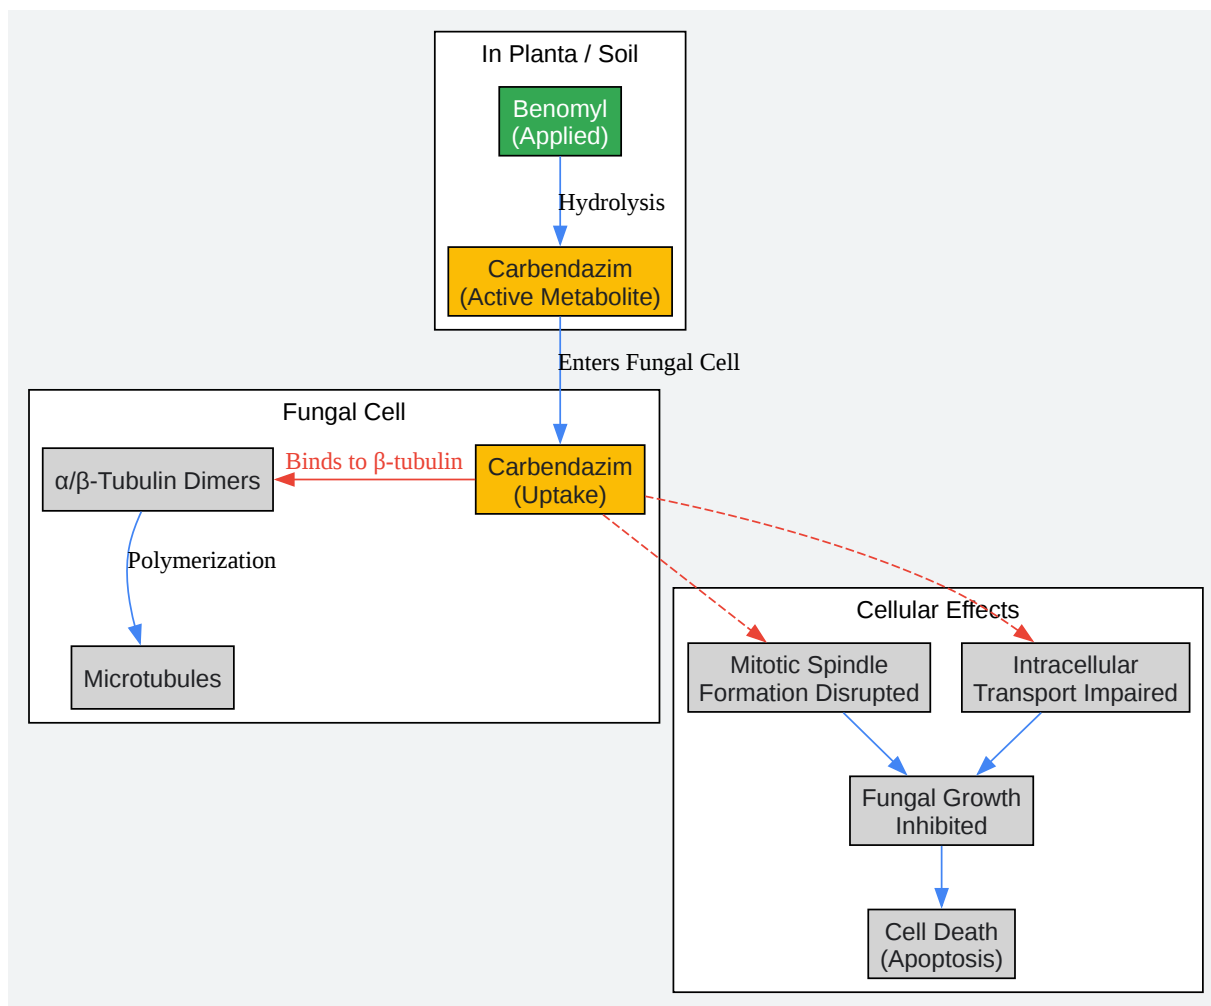 In Planta / Soil
Benomyl
(Applied)
Hydrolysis
Carbendazim
(Active Metabolite)
Enters Fungal Cell
Fungal Cell
α/β-Tubulin Dimers
Binds to β-tubulin
Carbendazim
(Uptake)
Polymerization
Microtubules
Cellular Effects
Mitotic Spindle
Formation Disrupted
Intracellular
Transport Impaired
Fungal Growth
Inhibited
Cell Death
(Apoptosis)